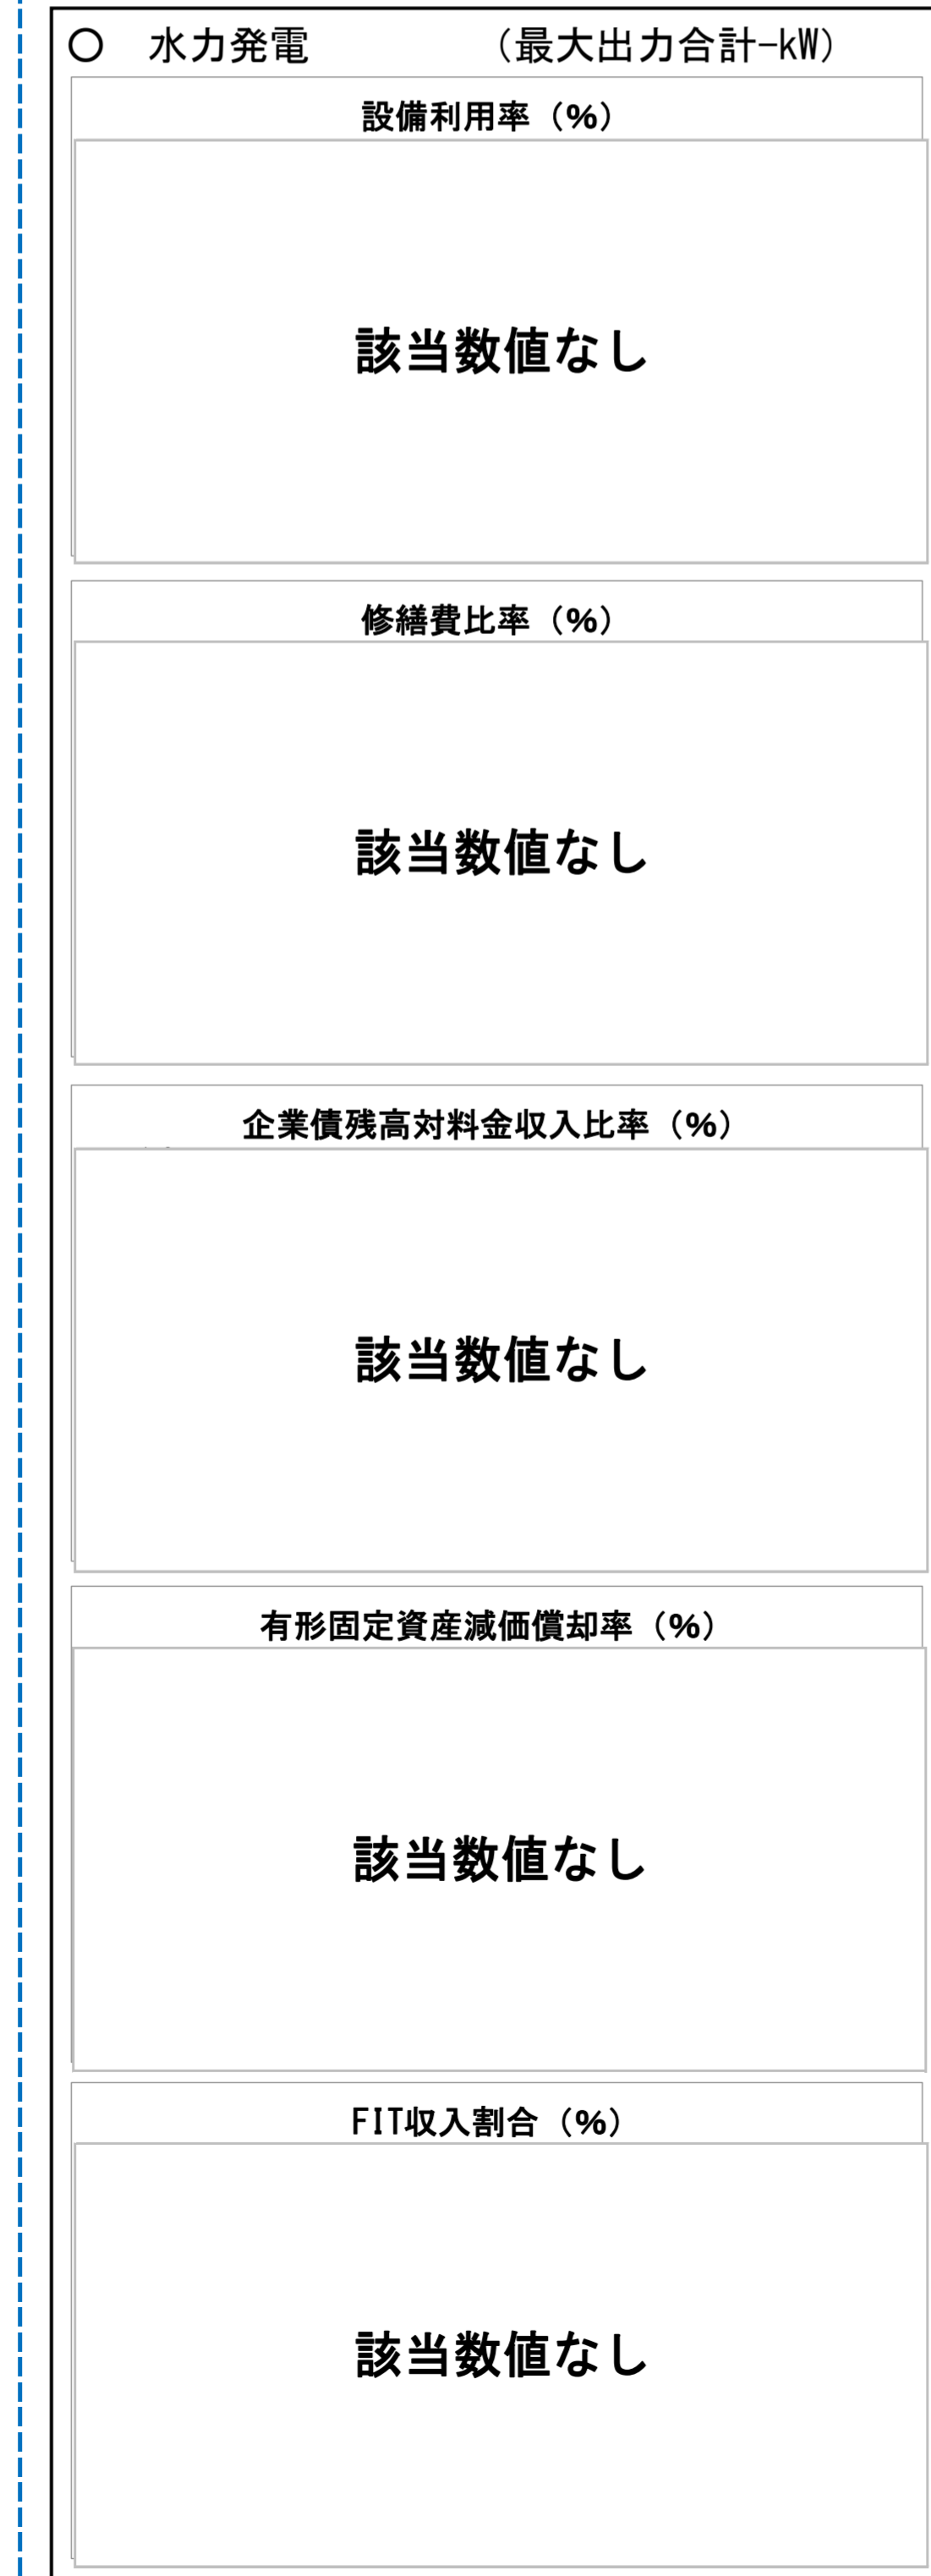 ○　水力発電　　　　　（最大出力合計-kW）
設備利用率（%）
該当数値なし
修繕費比率（%）
該当数値なし
企業債残高対料金収入比率（%）
該当数値なし
有形固定資産減価償却率（%）
該当数値なし
FIT収入割合（%）
該当数値なし